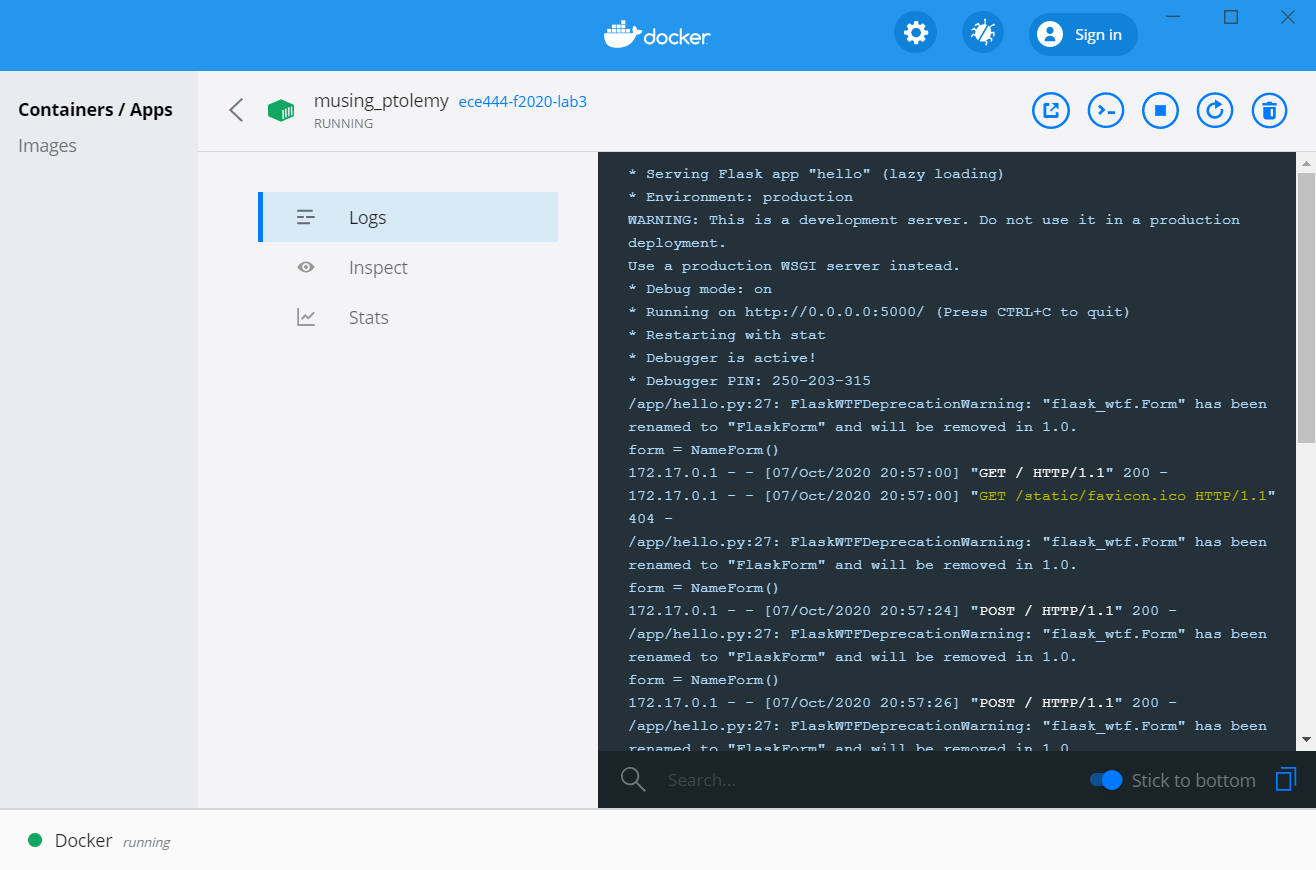 docker
Sign in
Containers / Apps
Images
musing_ptolemy ece444-f2020-lab3
RUNNING
Logs
Inspect
Stats
* Serving Flask app "hello" (lazy loading)
* Environment: production
WARNING: This is a development server. Do not use it in a production
deployment.
Use a production WSGI server instead.
* Debug mode: on
* Running on http://0.0.0.0:5000/ (Press CTRL+C to quit)
* Restarting with stat
* Debugger is active!
* Debugger PIN: 250-203-315
/app/hello.py:27: FlaskWTFDeprecationWarning: "flask_wtf.Form" has been
renamed to "FlaskForm" and will be removed in 1.0.
form = NameForm()
172.17.0.1 - - [07/Oct/2020 20:57:00] "GET / HTTP/1.1" 200 -
172.17.0.1 - - [07/Oct/2020 20:57:00] "GET /static/favicon.ico HTTP/1.1"
404 -
/app/hello.py:27: FlaskWTFDeprecationWarning: "flask_wtf.Form" has been
renamed to "FlaskForm" and will be removed in 1.0.
form = NameForm()
172.17.0.1 - - [07/Oct/2020 20:57:24] "POST / HTTP/1.1" 200 -
/app/hello.py:27: FlaskWTFDeprecationWarning: "flask_wtf.Form" has been
renamed to "FlaskForm" and will be removed in 1.0.
form = NameForm()
172.17.0.1 - - [07/Oct/2020 20:57:26] "POST / HTTP/1.1" 200 -
/app/hello.py:27: FlaskWTFDeprecationWarning: "flask_wtf.Form" has been
renamed to "FlaskForm" and will be removed in 1.0
Search...
Stick to bottom
Docker running